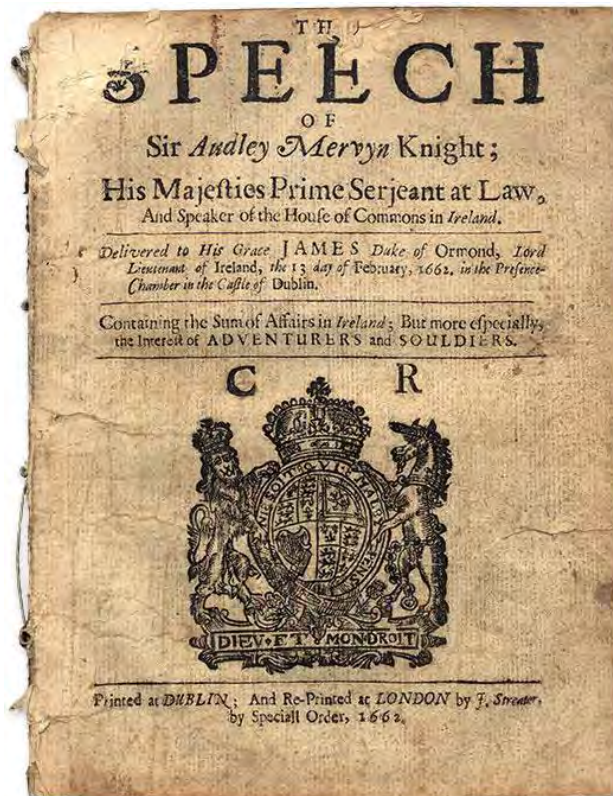 TH
SPEECH
OF
Sir Audley Mervyn Knight;
His Majeſties Prime Serjeant at Law,
And Speaker of the Houſe of Commons in Ireland.
Delivered to His Grace JAMES Duke of Ormond, Lord
Lieutenant of Ireland, the 13 day of February, 1662. in the Preſence-
Chamber in the Caſtle of Dublin.
Containing the Sum of Affairs in Ireland; But more eſpecially,
the Intereſt of ADVENTURERS and SOULDIERS.
C R
DIEV·ET MON·DROIT
Printed at DUBLIN; And Re-Printed at LONDON by J. Streater,
by Speciall Order, 1662.